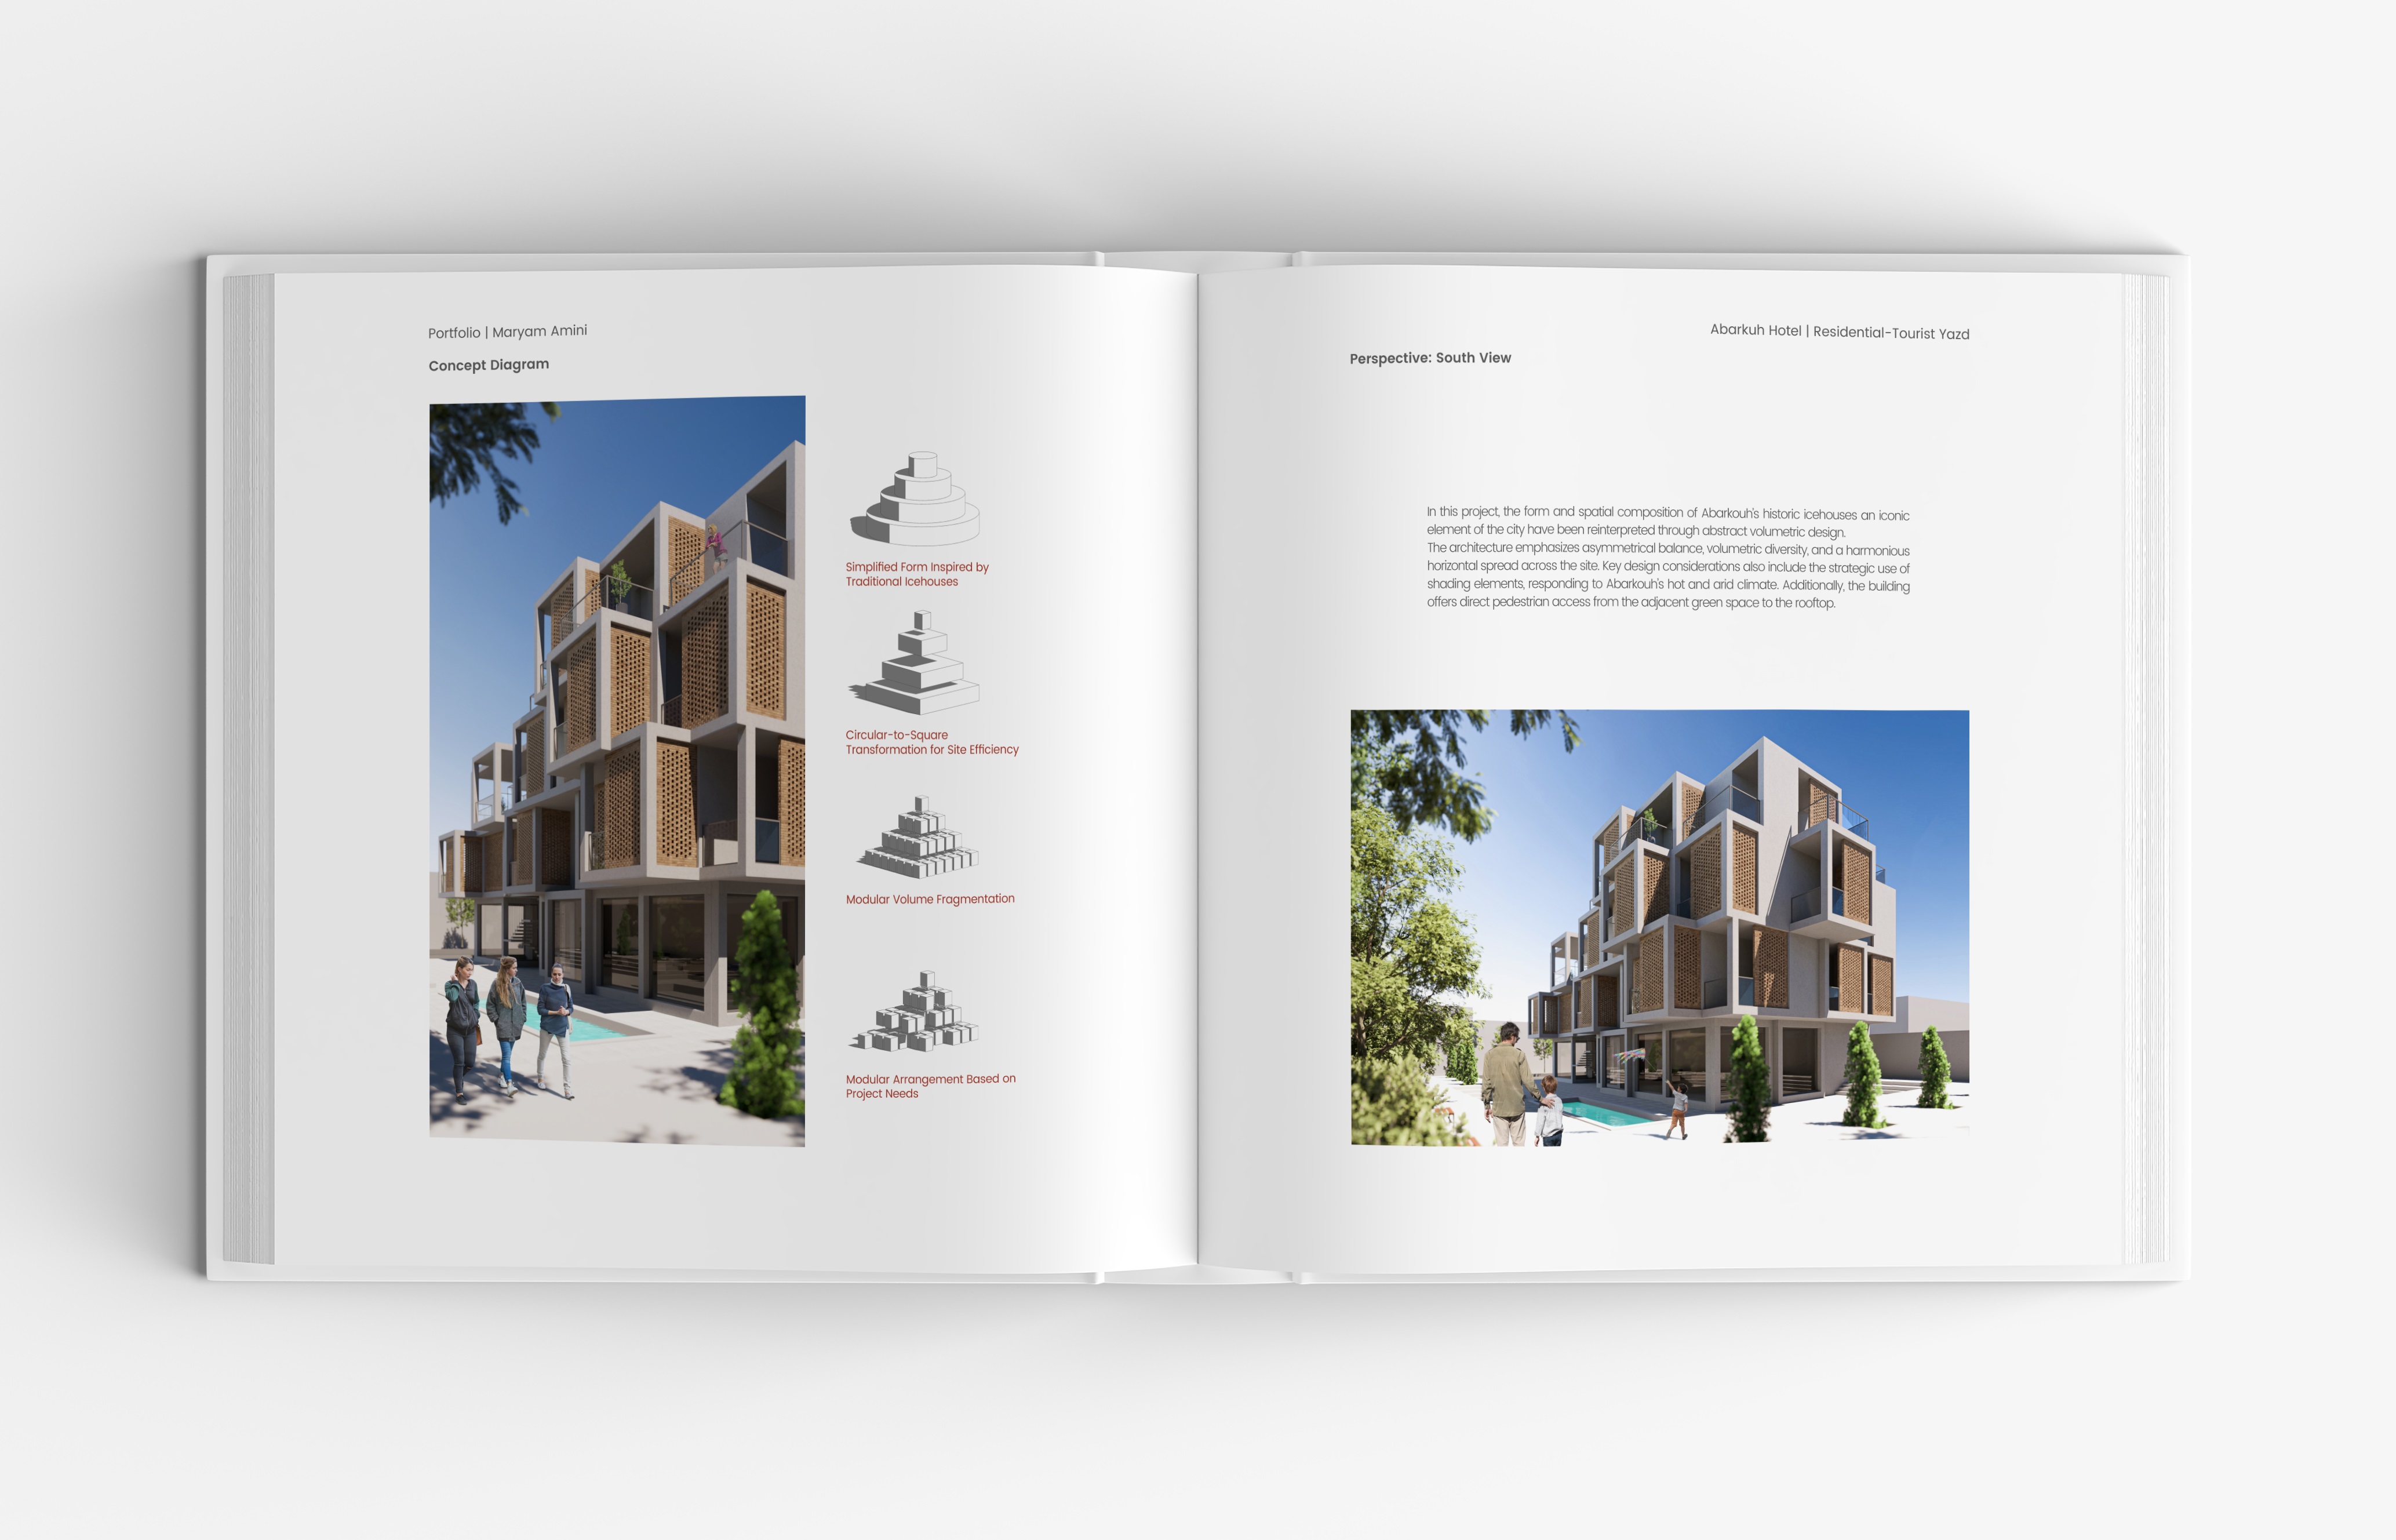 Portfolio | Maryam Amini
Concept Diagram
Simplified Form Inspired by
Traditional Icehouses
Circular-to-Square
Transformation for Site Efficiency
Modular Volume Fragmentation
Modular Arrangement Based on
Project Needs
Abarkuh Hotel | Residential-Tourist Yazd
Perspective: South View
In this project, the form and spatial composition of Abarkouh's historic icehouses an iconic
element of the city have been reinterpreted through abstract volumetric design.
The architecture emphasizes asymmetrical balance, volumetric diversity, and a harmonious
horizontal spread across the site. Key design considerations also include the strategic use of
shading elements, responding to Abarkouh's hot and arid climate. Additionally, the building
offers direct pedestrian access from the adjacent green space to the rooftop.